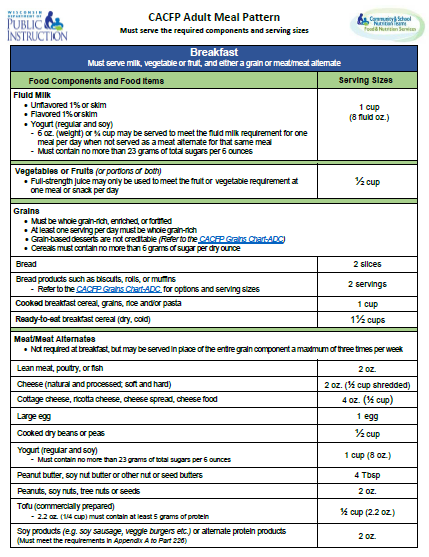 WISCONSIN
DEPARTMENT OF
PUBLIC
INSTRUCTION
CACFP Adult Meal Pattern
Must serve the required components and serving sizes
Community & School
Nutrition Team
Food & Nutrition Services
Breakfast
Must serve milk, vegetable or fruit, and either a grain or meat/meat alternate
Food Components and Food Items
Serving Sizes
Fluid Milk
• Unflavored 1% or skim
• Flavored 1% or skim
• Yogurt (regular and soy)
- 6 oz. (weight) or ¾ cup may be served to meet the fluid milk requirement for one
meal per day when not served as a meat alternate for that same meal
- Must contain no more than 23 grams of total sugars per 6 ounces
1 cup
(8 fluid oz.)
Vegetables or Fruits (or portions of both)
• Full-strength juice may only be used to meet the fruit or vegetable requirement at
one meal or snack per day
½ cup
Grains
• Must be whole grain-rich, enriched, or fortified
• At least one serving per day must be whole grain-rich
• Grain-based desserts are not creditable (Refer to the CACFP Grains Chart-ADC)
• Cereals must contain no more than 6 grams of sugar per dry ounce
Bread
2 slices
Bread products such as biscuits, rolls, or muffins
- Refer to the CACFP Grains Chart-ADC for options and serving sizes
2 servings
Cooked breakfast cereal, grains, rice and/or pasta
1 cup
Ready-to-eat breakfast cereal (dry, cold)
1½ cups
Meat/Meat Alternates
• Not required at breakfast, but may be served in place of the entire grain component a maximum of three times per week
Lean meat, poultry, or fish
2 oz.
Cheese (natural and processed; soft and hard)
2 oz. (½ cup shredded)
Cottage cheese, ricotta cheese, cheese spread, cheese food
4 oz. (½ cup)
Large egg
1 egg
Cooked dry beans or peas
½ cup
Yogurt (regular and soy)
- Must contain no more than 23 grams of total sugars per 6 ounces
1 cup (8 oz.)
Peanut butter, soy nut butter or other nut or seed butters
4 Tbsp
Peanuts, soy nuts, tree nuts or seeds
2 oz.
Tofu (commercially prepared)
- 2.2 oz. (1/4 cup) must contain at least 5 grams of protein
½ cup (2.2 oz.)
Soy products (e.g. soy sausage, veggie burgers etc.) or alternate protein products
(Must meet the requirements in Appendix A to Part 226)
2 oz.